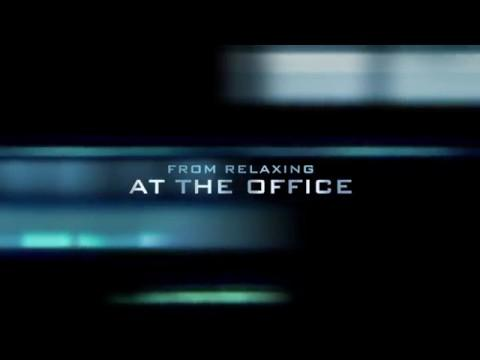 FROM RELAXING
AT THE OFFICE